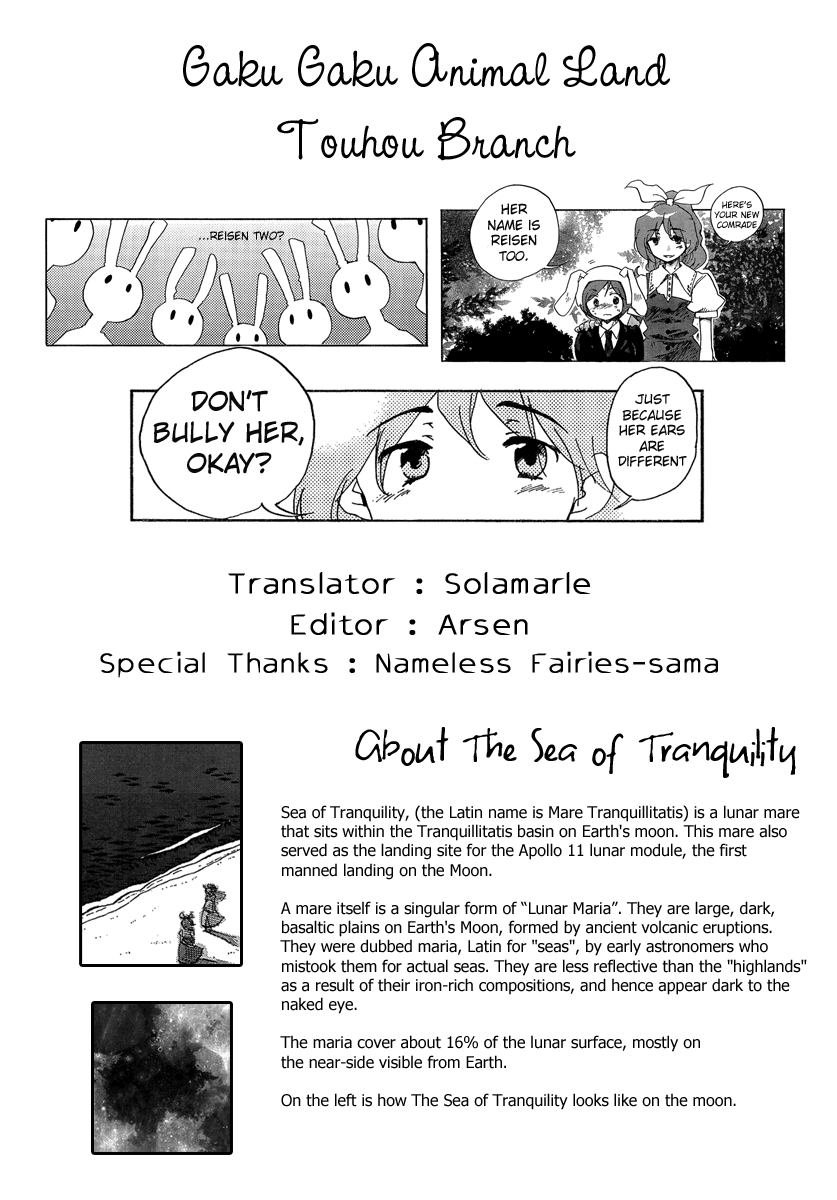 Gaku Gaku Animal Land
Touhou Branch
HERE'S
YOUR NEW
COMRADE
HER
NAME IS
REISEN
TOO.
...REISEN TWO?
JUST
BECAUSE
HER EARS
ARE
DIFFERENT
DON'T
BULLY HER,
OKAY?
Translator : Solamarle
Editor : Arsen
Special Thanks : Nameless Fairies-sama
About The Sea of Tranquility
Sea of Tranquility, (the Latin name is Mare Tranquillitatis) is a lunar mare
that sits within the Tranquillitatis basin on Earth's moon. This mare also
served as the landing site for the Apollo 11 lunar module, the first
manned landing on the Moon.
A mare itself is a singular form of “Lunar Maria”. They are large, dark,
basaltic plains on Earth's Moon, formed by ancient volcanic eruptions.
They were dubbed maria, Latin for "seas", by early astronomers who
mistook them for actual seas. They are less reflective than the "highlands"
as a result of their iron-rich compositions, and hence appear dark to the
naked eye.
The maria cover about 16% of the lunar surface, mostly on
the near-side visible from Earth.
On the left is how The Sea of Tranquility looks like on the moon.